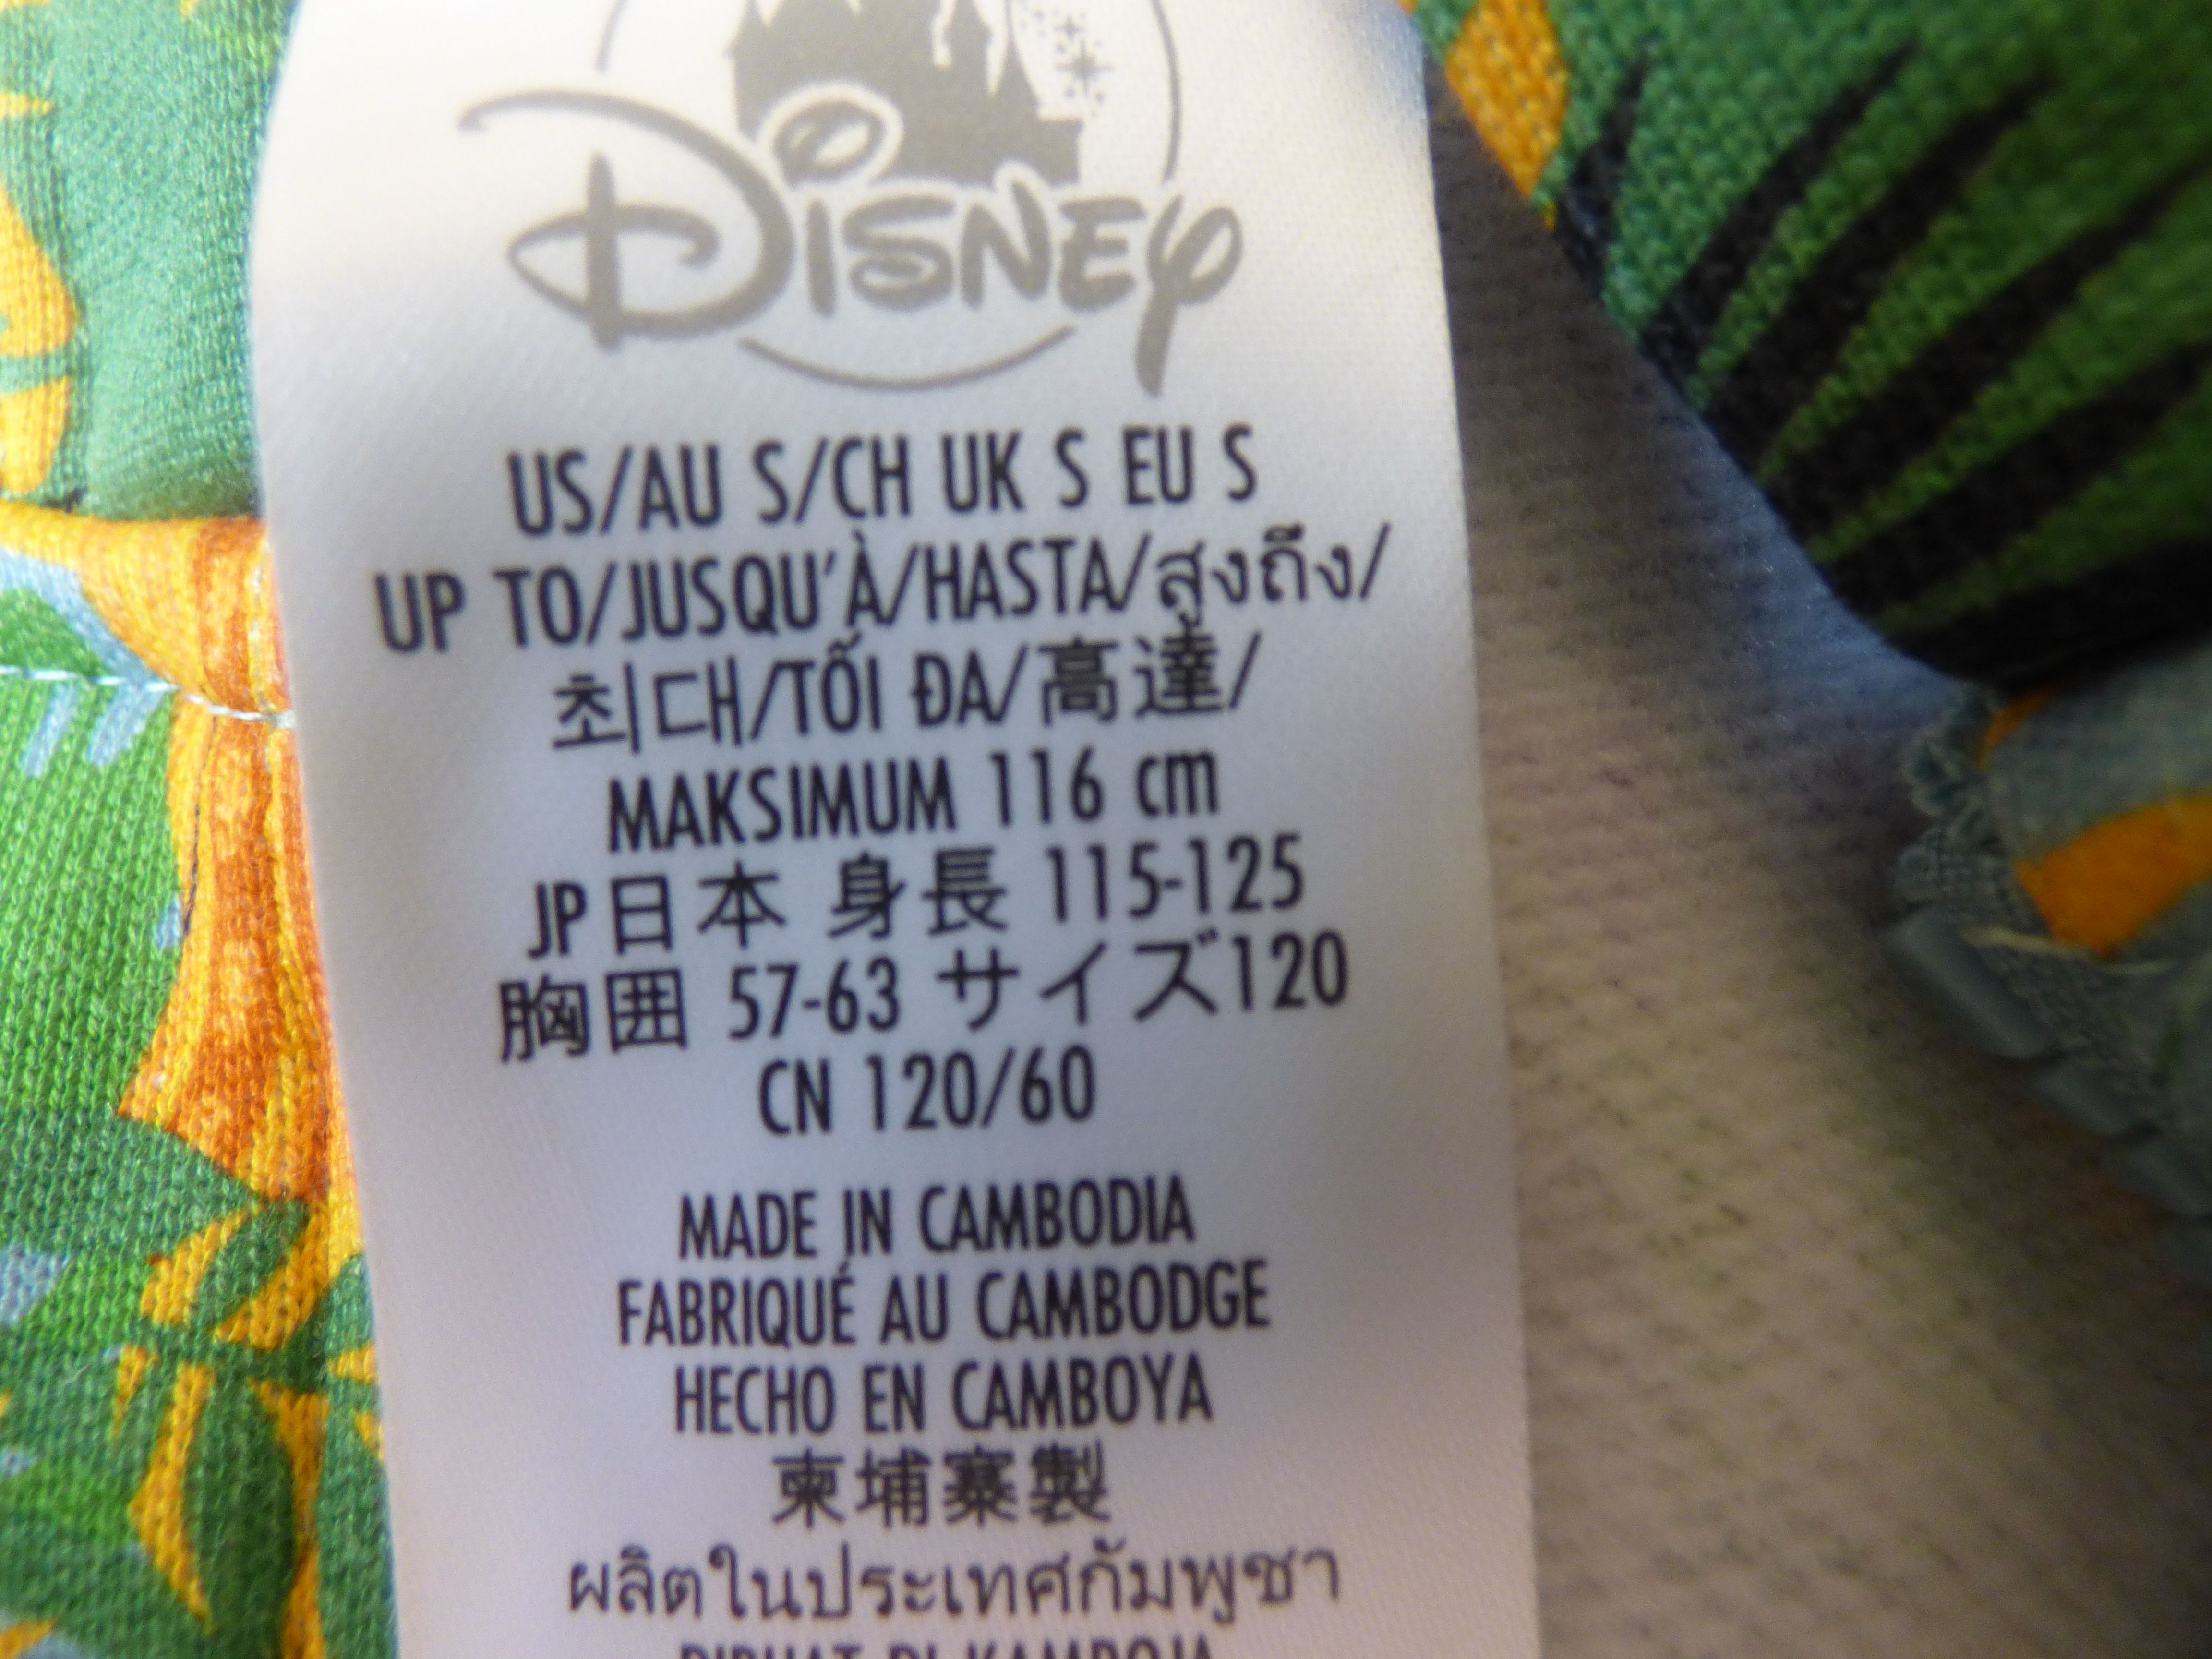 Disney
US/AU S/CH UK S EU S
UP TO/JUSQU'À/HASTA/สูงถึง/
최대/TỐI ĐA/高達/
MAKSIMUM 116 cm
JP日本 身長 115-125
胸囲 57-63 サイズ120
CN 120/60
MADE IN CAMBODIA
FABRIQUÉ AU CAMBODGE
HECHO EN CAMBOYA
柬埔寨製
ผลิตในประเทศกัมพูชา
DIBUAT DI KAMBOJA